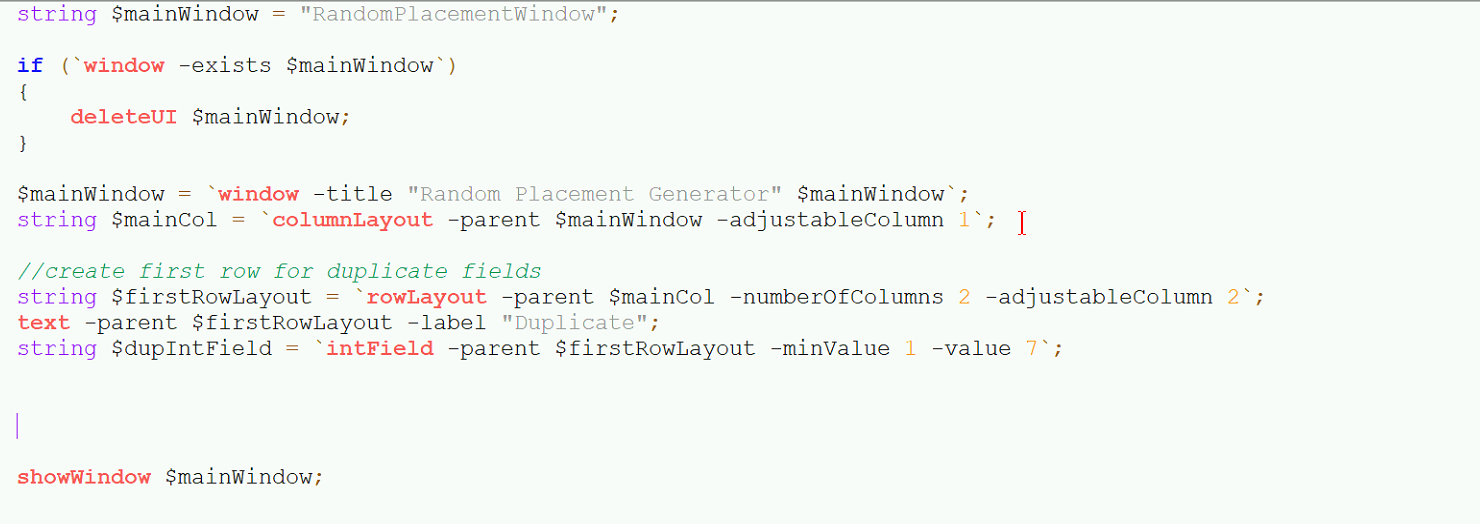 string $mainWindow = "RandomPlacementWindow";
if (`window -exists $mainWindow`)
{
deleteUI $mainWindow;
}
$mainWindow = `window -title "Random Placement Generator" $mainWindow`;
string $mainCol = `columnLayout -parent $mainWindow -adjustableColumn 1`;
//create first row for duplicate fields
string $firstRowLayout = `rowLayout -parent $mainCol -numberOfColumns 2 -adjustableColumn 2`;
text -parent $firstRowLayout -label "Duplicate";
string $dupIntField = `intField -parent $firstRowLayout -minValue 1 -value 7`;
showWindow $mainWindow;